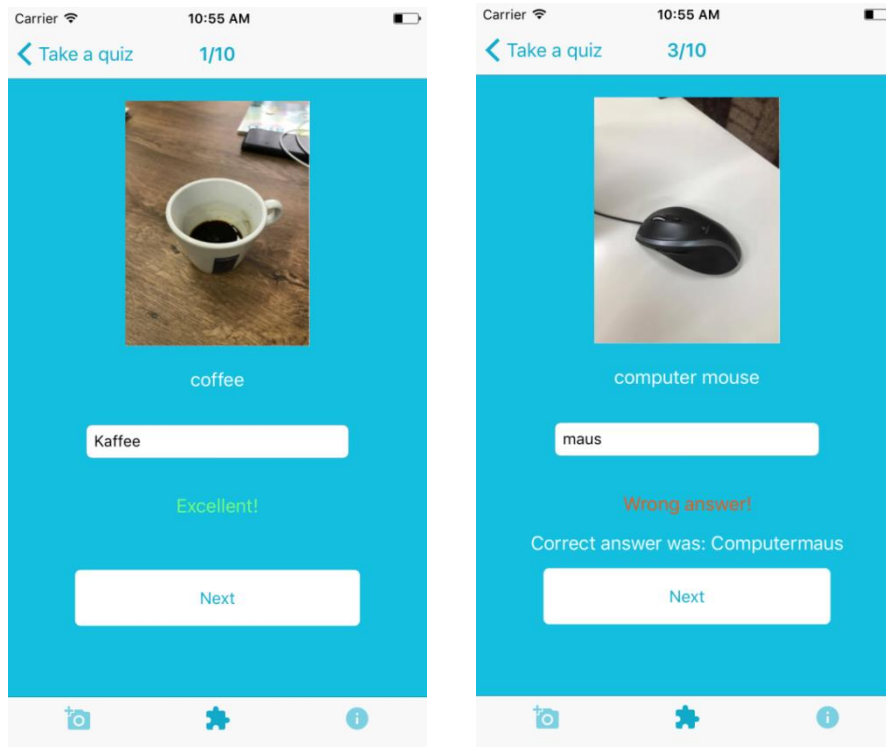 Carrier 10:55 AM
Take a quiz 1/10
coffee
Kaffee
Excellent!
Next
Carrier 10:55 AM
Take a quiz 3/10
computer mouse
maus
Wrong answer!
Correct answer was: Computermaus
Next